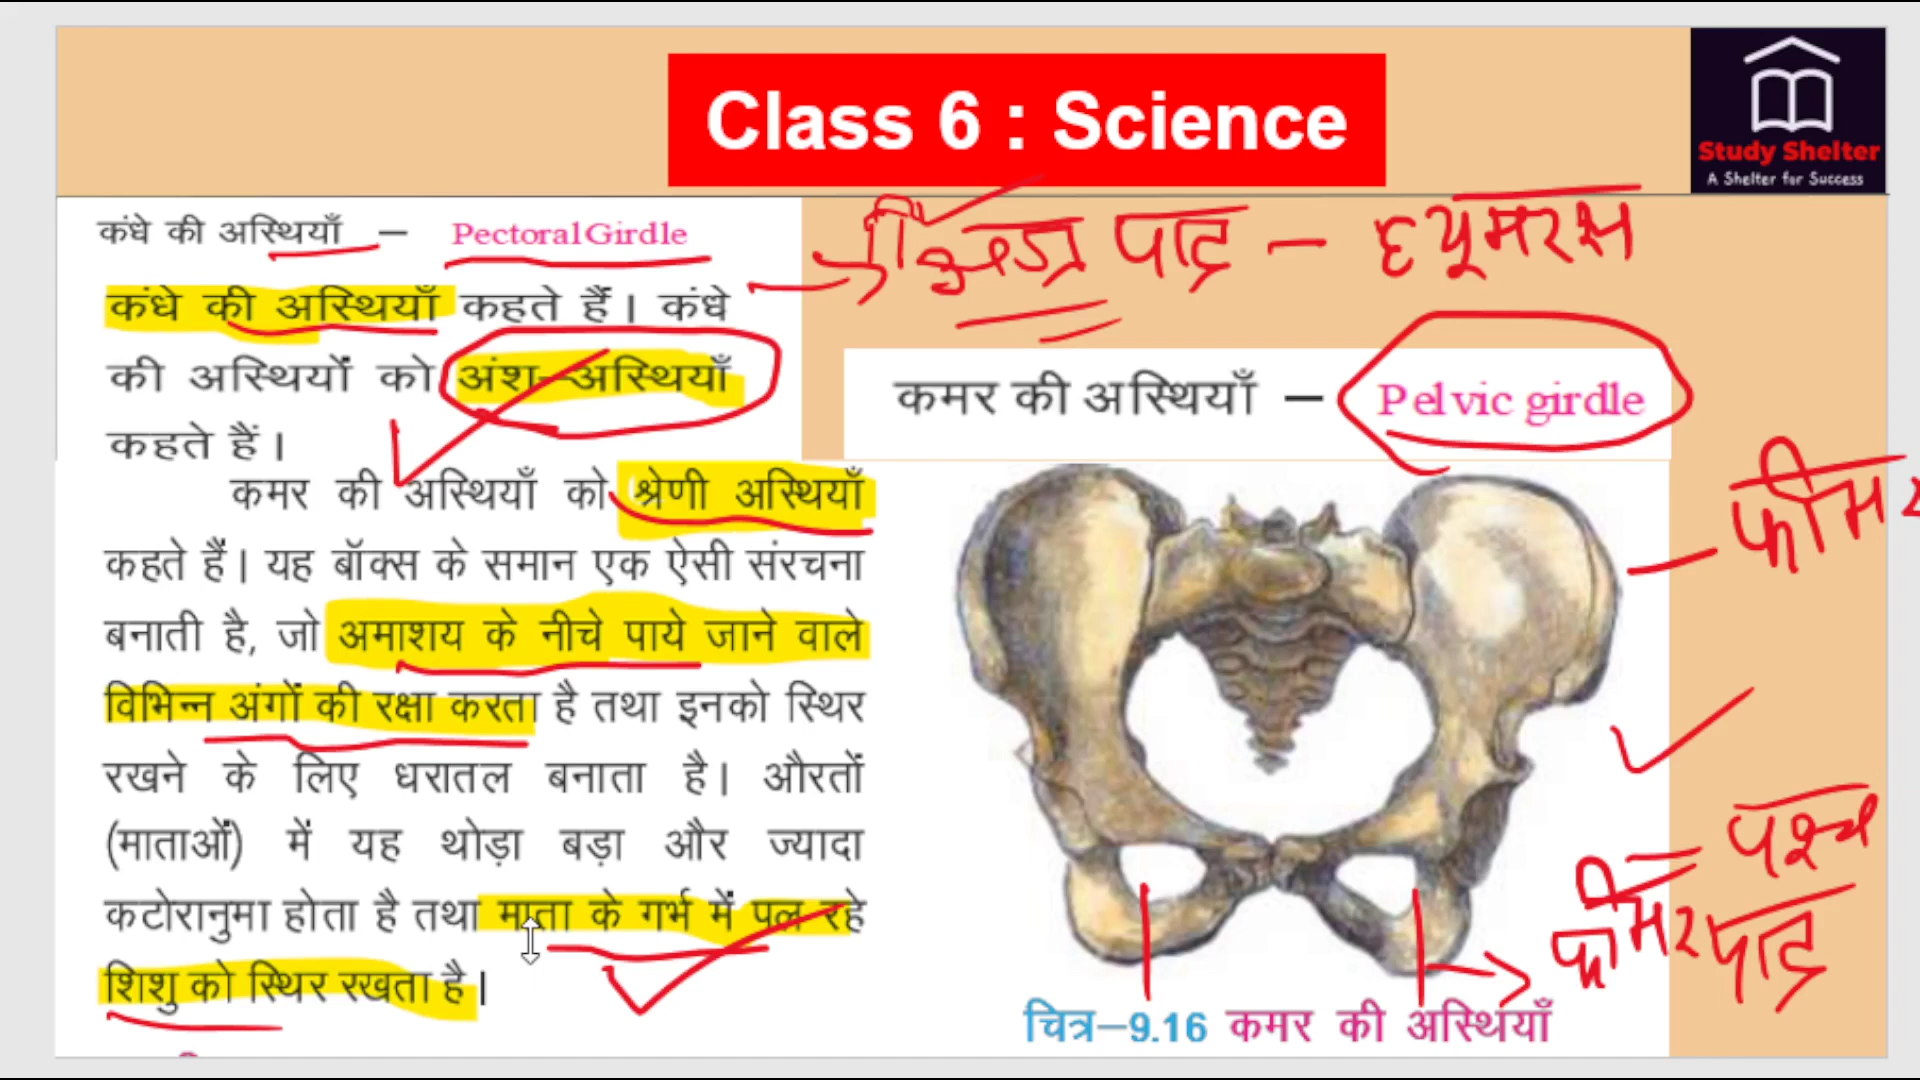 Class 6 : Science
Study Shelter
A Shelter for Success
कंधे की अस्थियाँ – Pectoral Girdle
कंधे की अस्थियाँ कहते हैं। कंधे
की अस्थियों को अंश–अस्थियाँ
कहते हैं।
अग्र पाद – ह्यूमरस
कमर की अस्थियाँ – Pelvic girdle
कमर की अस्थियाँ को श्रेणी अस्थियाँ
कहते हैं। यह बॉक्स के समान एक ऐसी संरचना
बनाती है, जो अमाशय के नीचे पाये जाने वाले
विभिन्न अंगों की रक्षा करता है तथा इनको स्थिर
रखने के लिए धरातल बनाता है। औरतों
(माताओं) में यह थोड़ा बड़ा और ज्यादा
कटोरानुमा होता है तथा माता के गर्भ में पल रहे
शिशु को स्थिर रखता है।
पश्च
पाद
फीमर
चित्र–9.16 कमर की अस्थियाँ